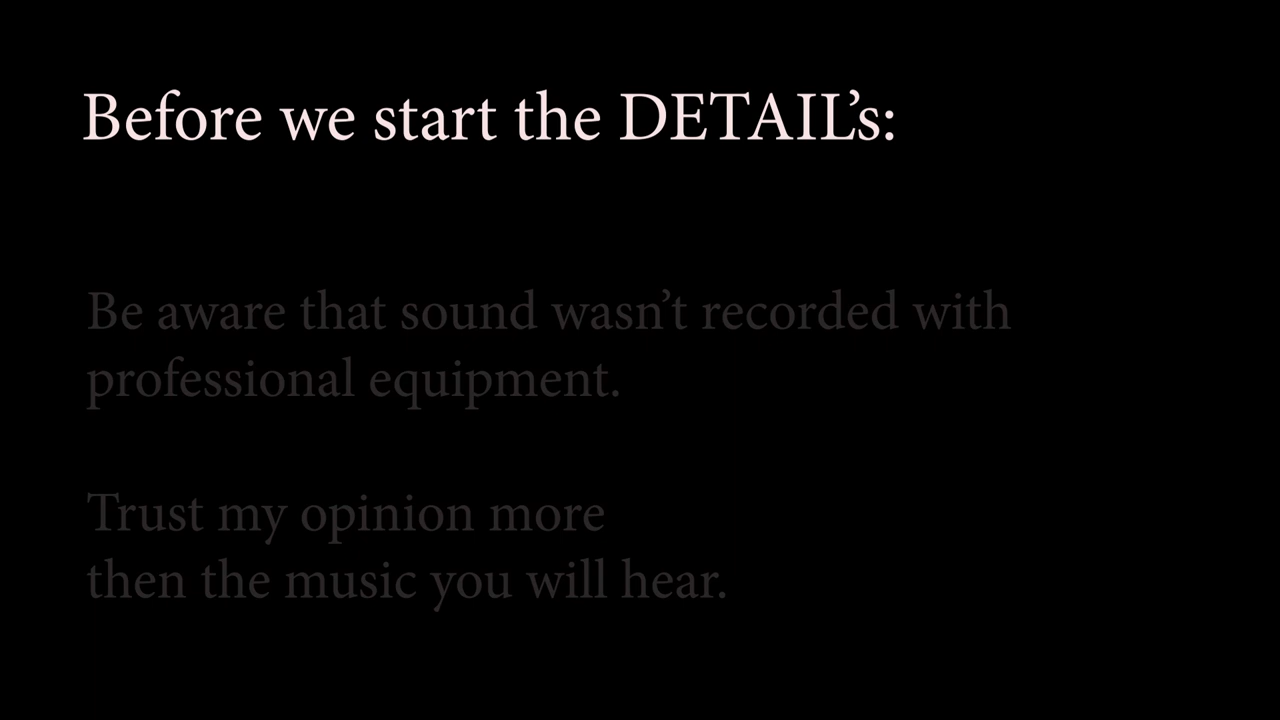 Before we start the DETAIL’s:
Be aware that sound wasn’t recorded with
professional equipment.
Trust my opinion more
then the music you will hear.